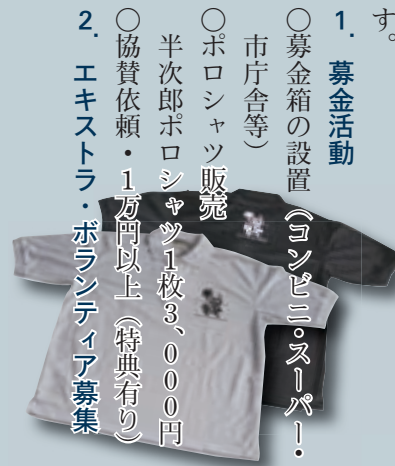 す。
1. 募金活動
○募金箱の設置（コンビニ・スーパー・
市庁舎等）
○ポロシャツ販売
半次郎ポロシャツ1枚3、000円
○協賛依頼・1万円以上（特典有り）
2. エキストラ・ボランティア募集